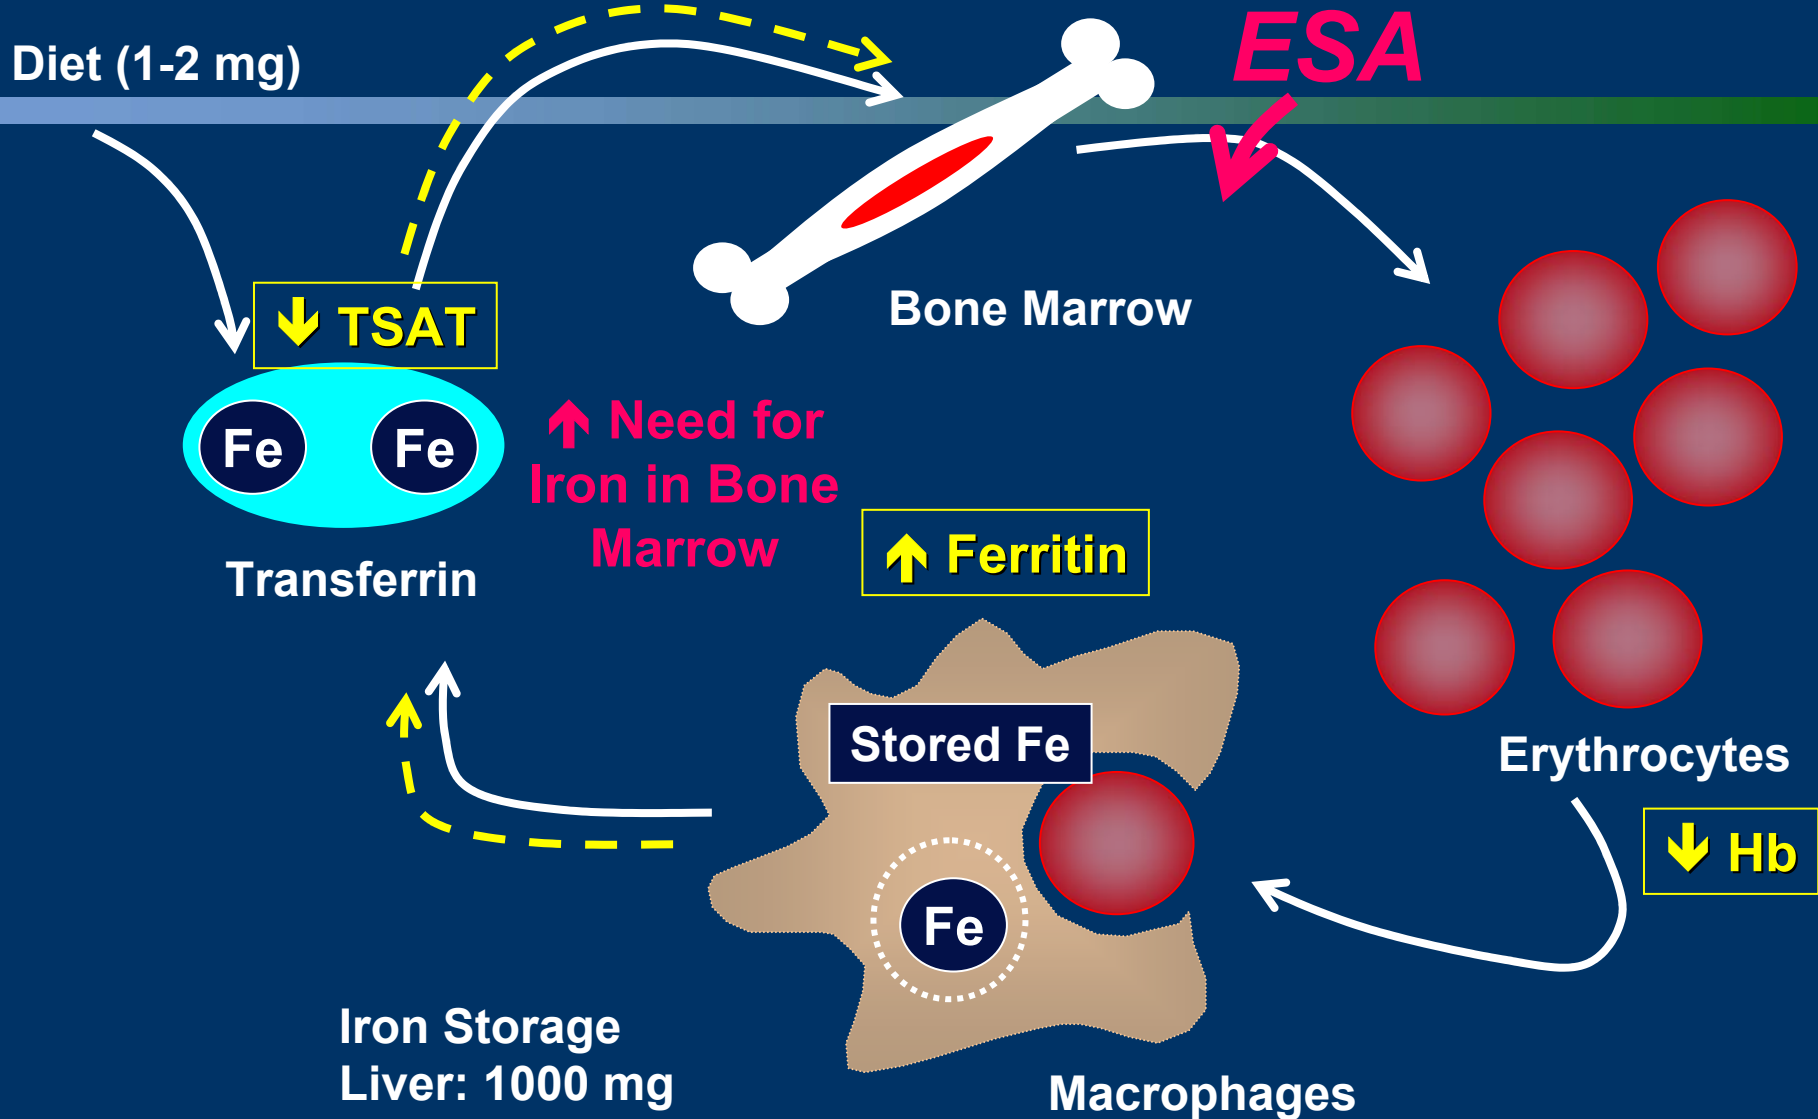 Diet (1-2 mg)
ESA
↓ TSAT
Bone Marrow
Fe
Fe
↑ Need for
Iron in Bone
Marrow
Transferrin
↑ Ferritin
Stored Fe
Erythrocytes
↓ Hb
Fe
Iron Storage
Liver: 1000 mg
Macrophages